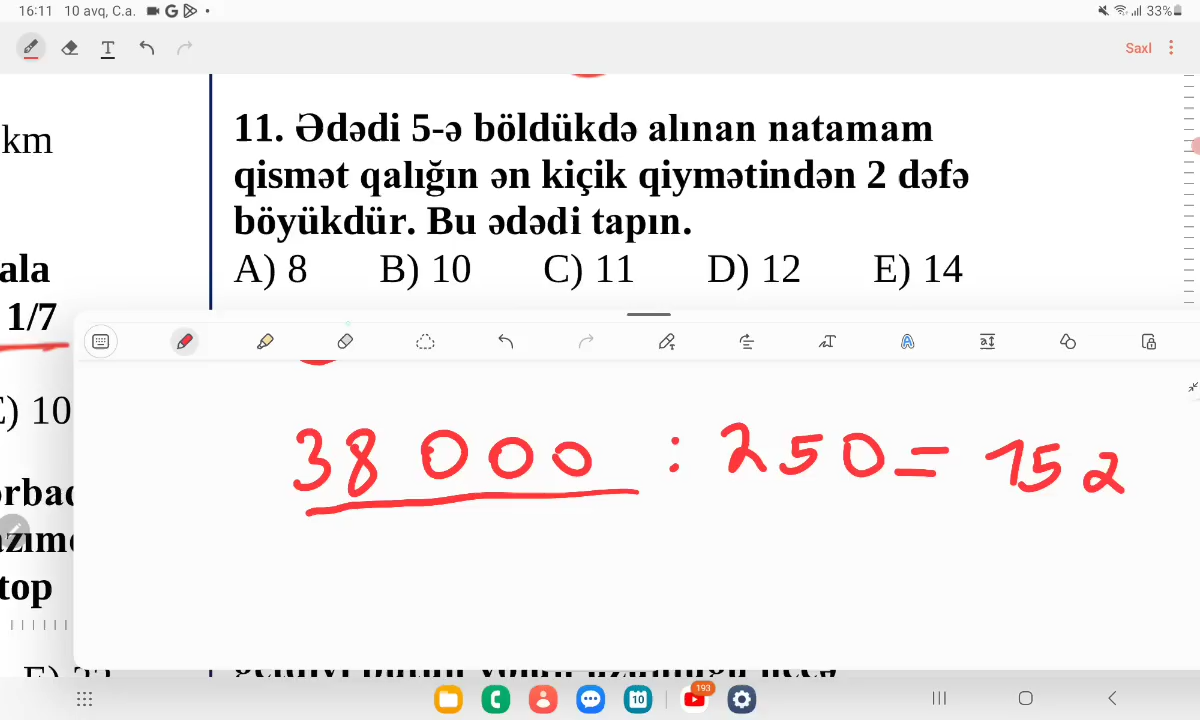 16:11 10 avq, C.a.
33%
T
Saxl
km
11. Ədədi 5-ə böldükdə alınan natamam
qismət qalığın ən kiçik qiymətindən 2 dəfə
böyükdür. Bu ədədi tapın.
A) 8 B) 10 C) 11 D) 12 E) 14
ala
1/7
) 10
38 000 : 250 = 152
top
193
10